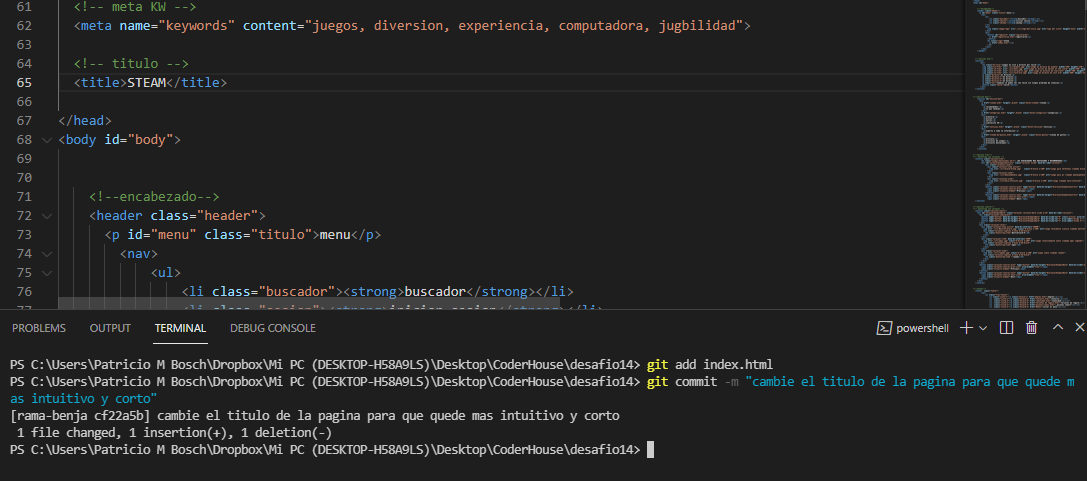 61 <!-- meta KW -->
62 <meta name="keywords" content="juegos, diversion, experiencia, computadora, jugbilidad">
63
64 <!-- titulo -->
65 <title>STEAM</title>
66
67 </head>
68 <body id="body">
69
70
71 <!--encabezado-->
72 <header class="header">
73 <p id="menu" class="titulo">menu</p>
74 <nav>
75 <ul>
76 <li class="buscador"><strong>buscador</strong></li>
PROBLEMS OUTPUT TERMINAL DEBUG CONSOLE powershell
PS C:\Users\Patricio M Bosch\Dropbox\Mi PC (DESKTOP-H58A9LS)\Desktop\CoderHouse\desafio14> git add index.html
PS C:\Users\Patricio M Bosch\Dropbox\Mi PC (DESKTOP-H58A9LS)\Desktop\CoderHouse\desafio14> git commit -m "cambie el titulo de la pagina para que quede m
as intuitivo y corto"
[rama-benja cf22a5b] cambie el titulo de la pagina para que quede mas intuitivo y corto
1 file changed, 1 insertion(+), 1 deletion(-)
PS C:\Users\Patricio M Bosch\Dropbox\Mi PC (DESKTOP-H58A9LS)\Desktop\CoderHouse\desafio14>